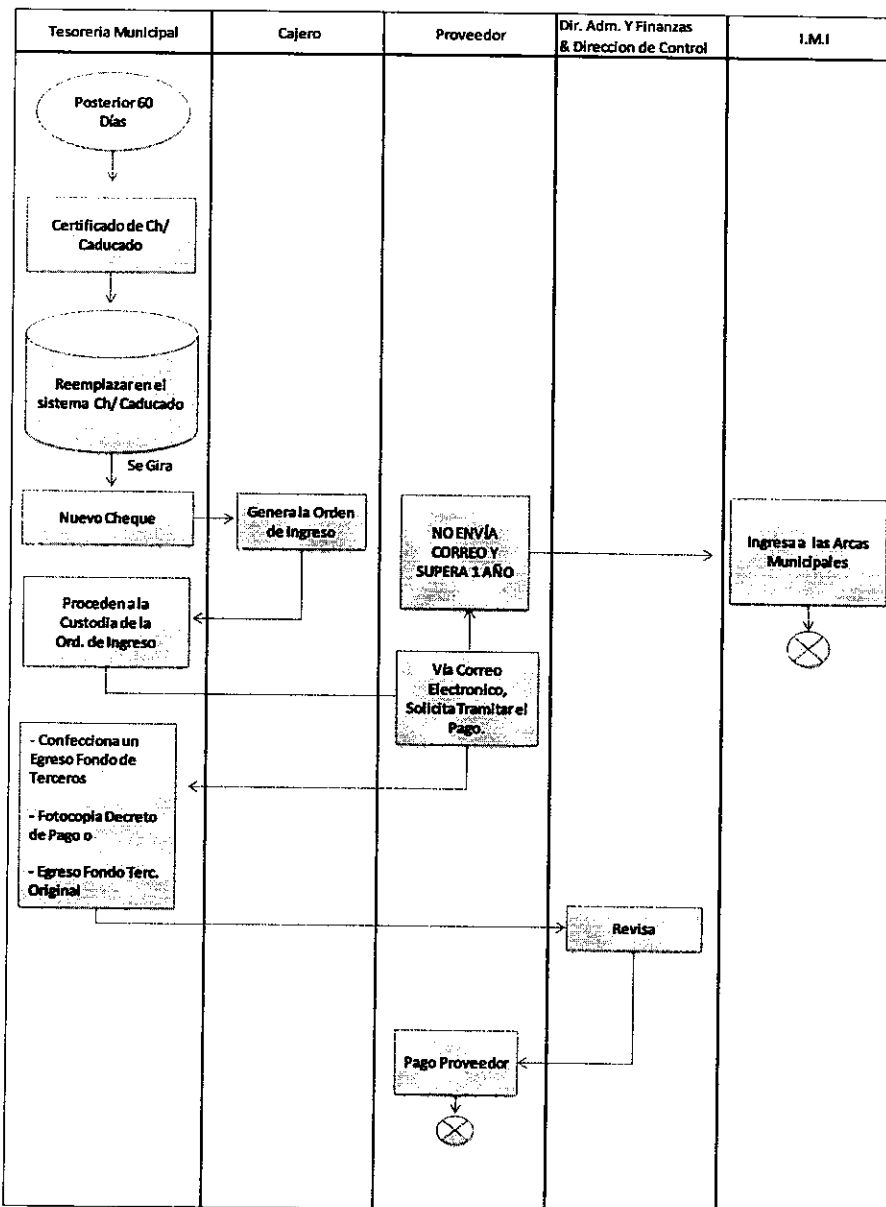 Tesoreria Municipal
Cajero
Proveedor
Dir. Adm. Y Finanzas
& Direccion de Control
I.M.I
Posterior 60
Días
Certificado de Ch/
Caducado
Reemplazar en el
sistema Ch/ Caducado
Se Gira
Nuevo Cheque
Genera la Orden
de Ingreso
NO ENVÍA
CORREO Y
SUPERA 1 AÑO
Ingresa a las Arcas
Municipales
Proceden a la
Custodia de la
Ord. de Ingreso
Vía Correo
Electronico,
Solicita Tramitar el
Pago.
- Confecciona un
Egreso Fondo de
Terceros
- Fotocopia Decreto
de Pago o
- Egreso Fondo Terc.
Original
Revisa
Pago Proveedor